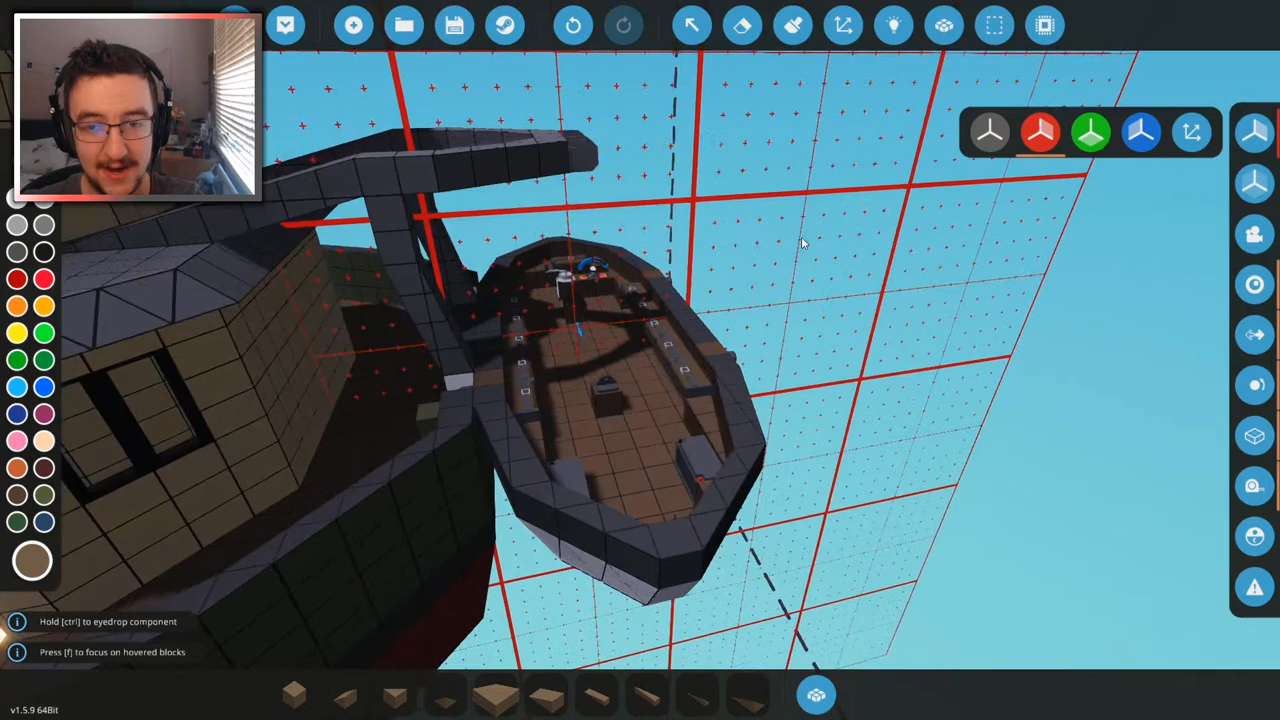 Hold [ctrl] to eyedrop component
Press [f] to focus on hovered blocks
v1.5.9 64Bit